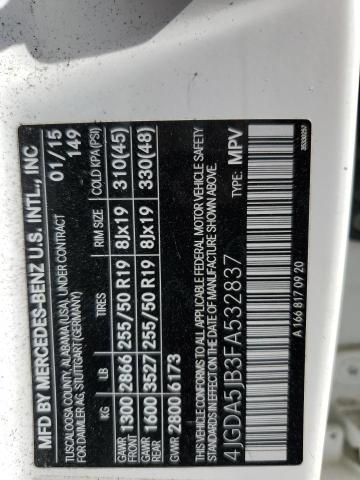 MFG BY MERCEDES-BENZ U.S. INTL., INC
TUSCALOOSA COUNTY, ALABAMA (USA), UNDER CONTRACT
FOR DAIMLER AG, STUTTGART (GERMANY)
01/15
149
KG LB TIRES RIM SIZE COLD KPA(PSI)
GAWR FRONT 1300 2866 255/50 R19 8Jx19 310(45)
GAWR REAR 1600 3527 255/50 R19 8Jx19 330(48)
GVWR 2800 6173
THIS VEHICLE CONFORMS TO ALL APPLICABLE FEDERAL MOTOR VEHICLE SAFETY
STANDARDS IN EFFECT ON THE DATE OF MANUFACTURE SHOWN ABOVE.
4JGDA5JB3FA532837 TYPE: MPV
A 166 817 09 20